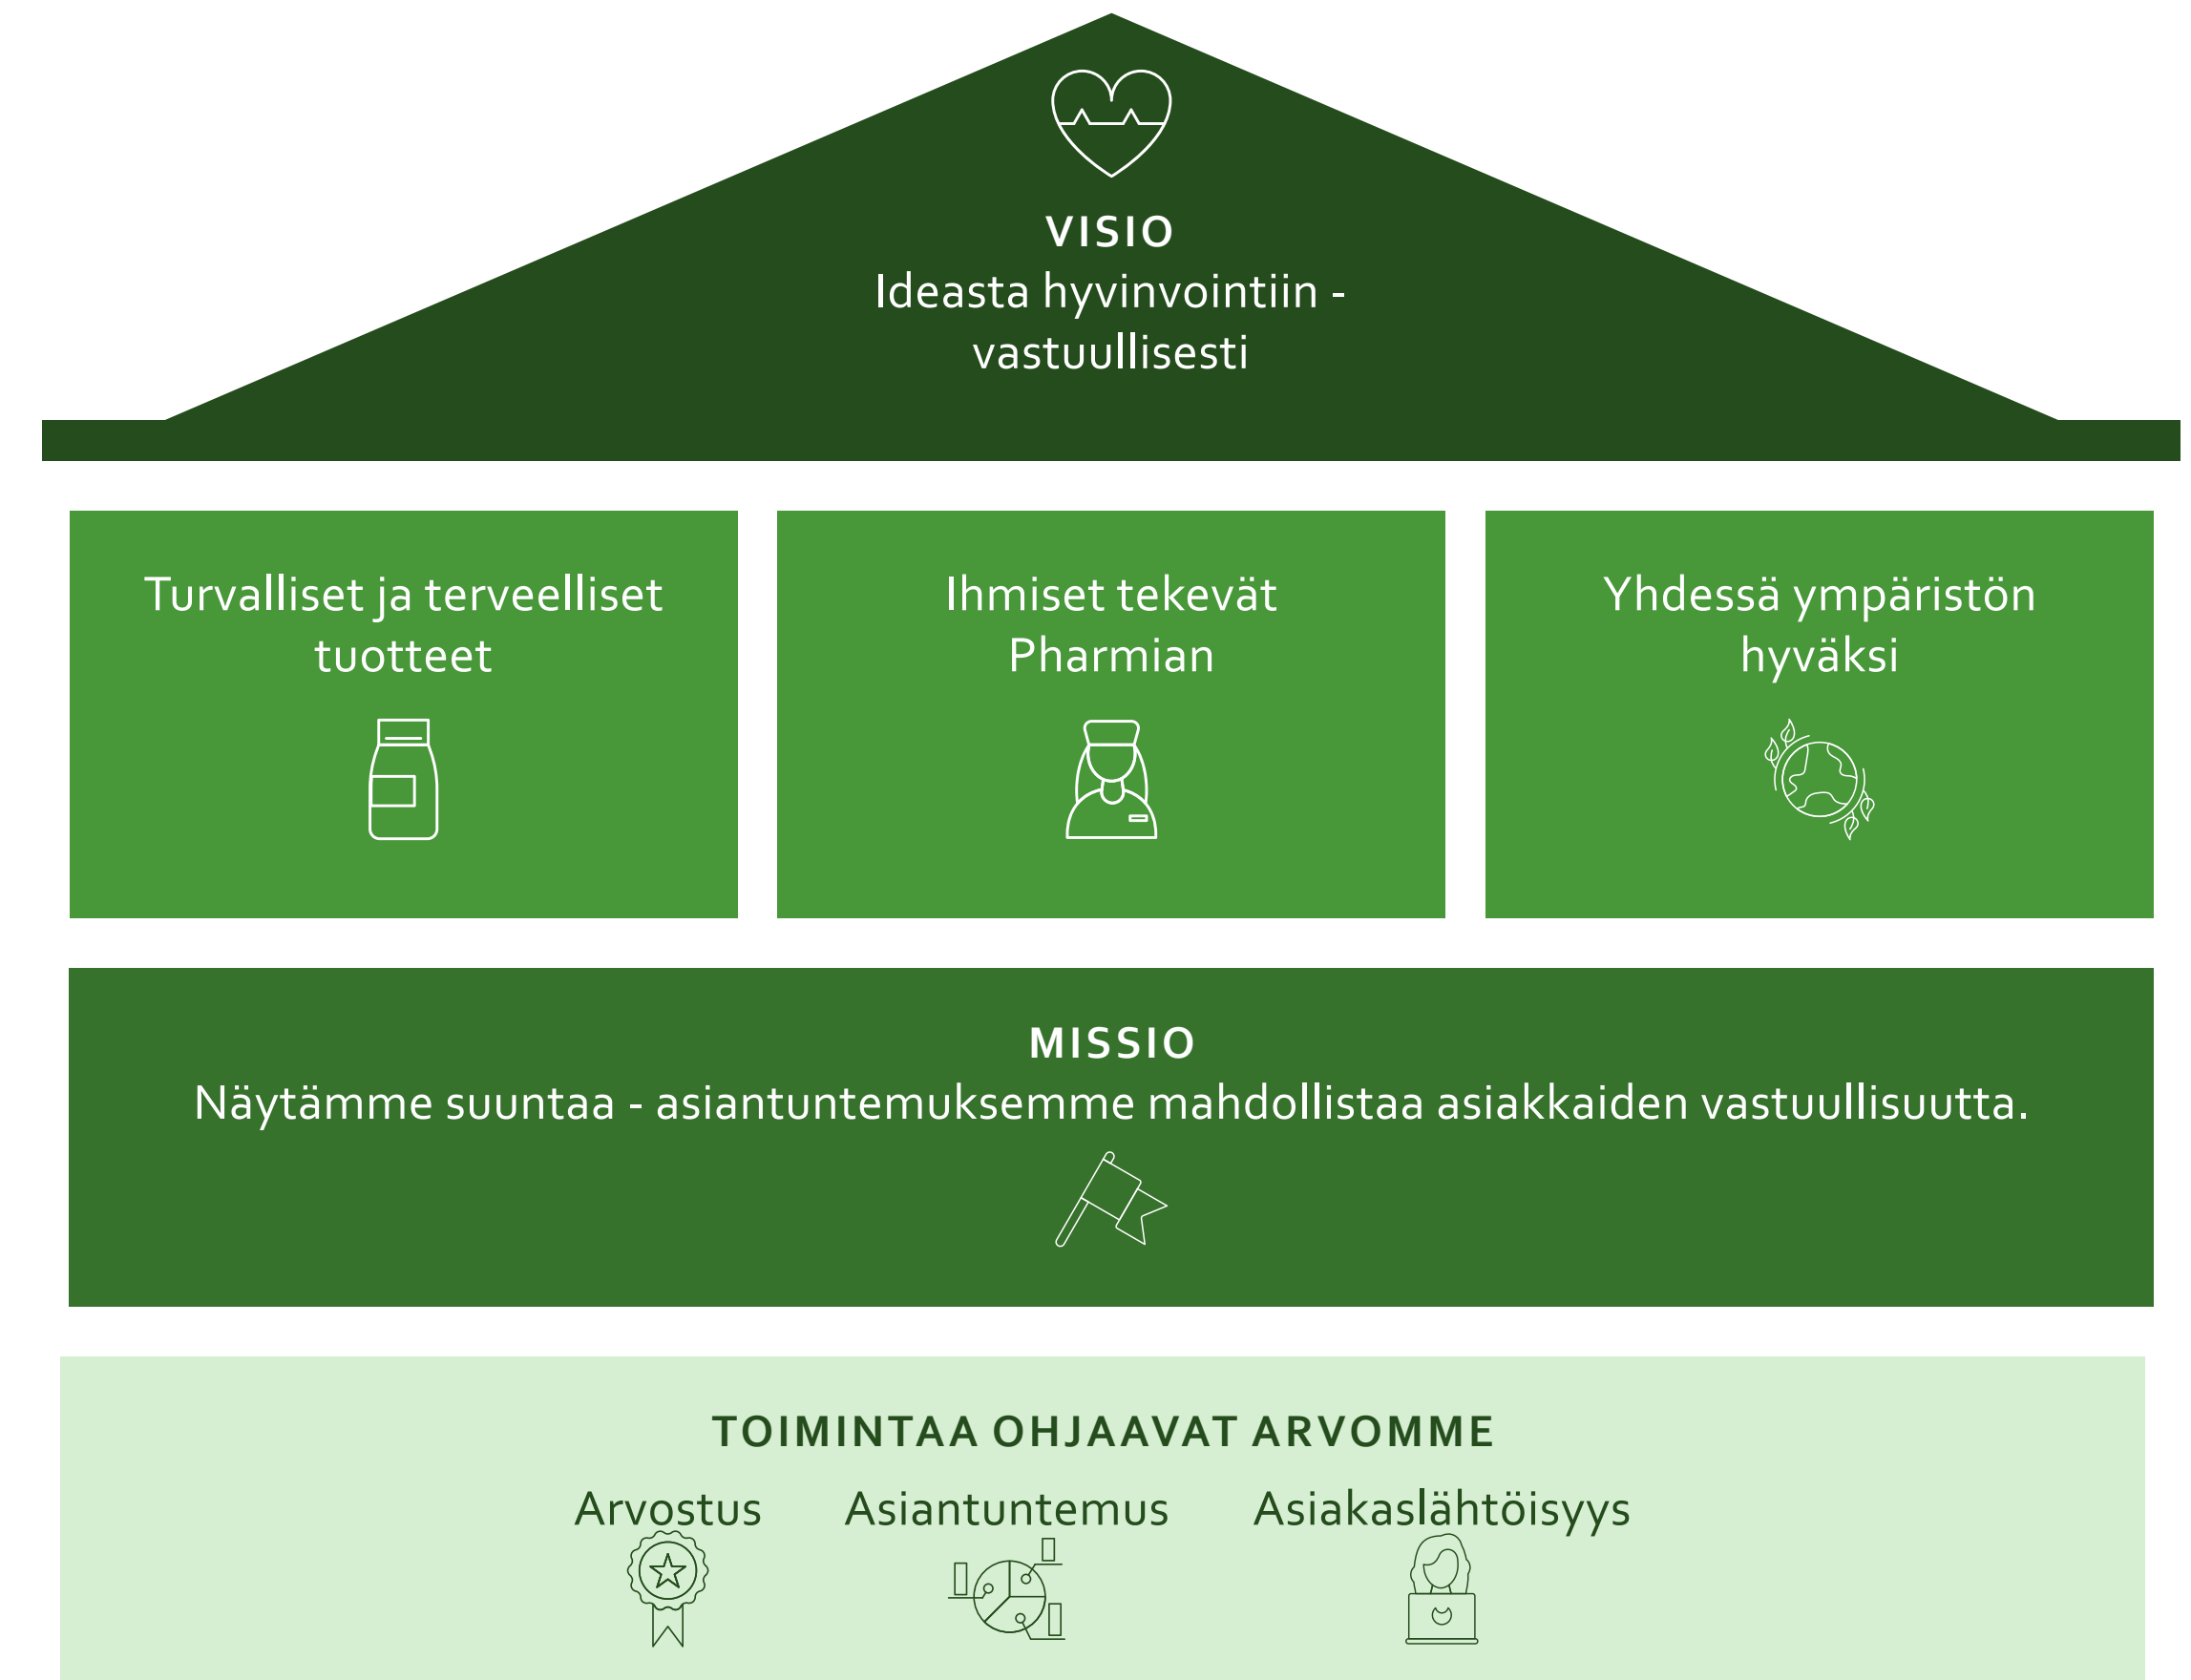 VISIO
Ideasta hyvinvointiin -
vastuullisesti
Turvalliset ja terveelliset
tuotteet
Ihmiset tekevät
Pharmian
Yhdessä ympäristön
hyväksi
MISSIO
Näytämme suuntaa - asiantuntemuksemme mahdollistaa asiakkaiden vastuullisuutta.
TOIMINTAA OHJAAVAT ARVOMME
Arvostus
Asiantuntemus
Asiakaslähtöisyys